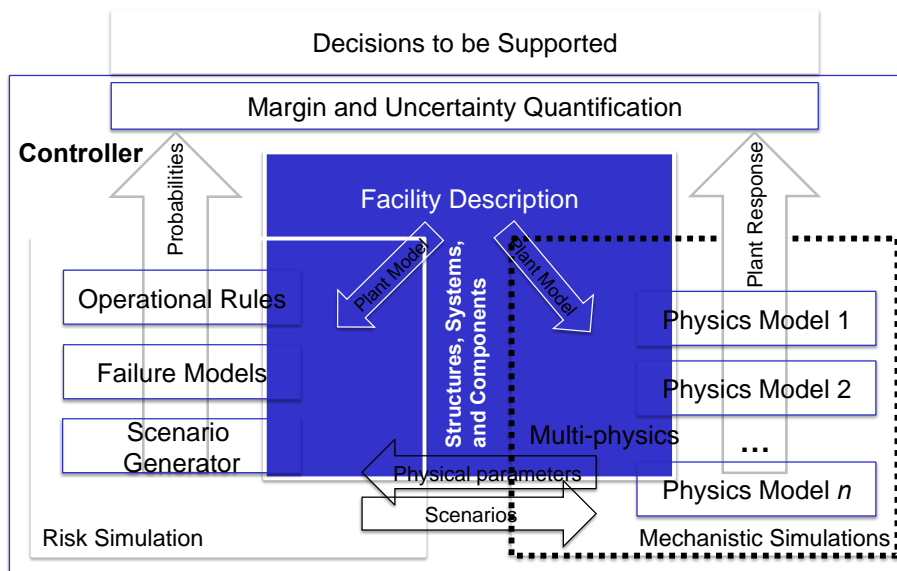 Decisions to be Supported
Margin and Uncertainty Quantification
Controller
Probabilities
Plant Response
Facility Description
Plant Model
Plant Model
Structures, Systems,
and Components
Operational Rules
Failure Models
Scenario
Generator
Physics Model 1
Physics Model 2
...
Physics Model n
Multi-physics
Physical parameters
Scenarios
Risk Simulation
Mechanistic Simulations